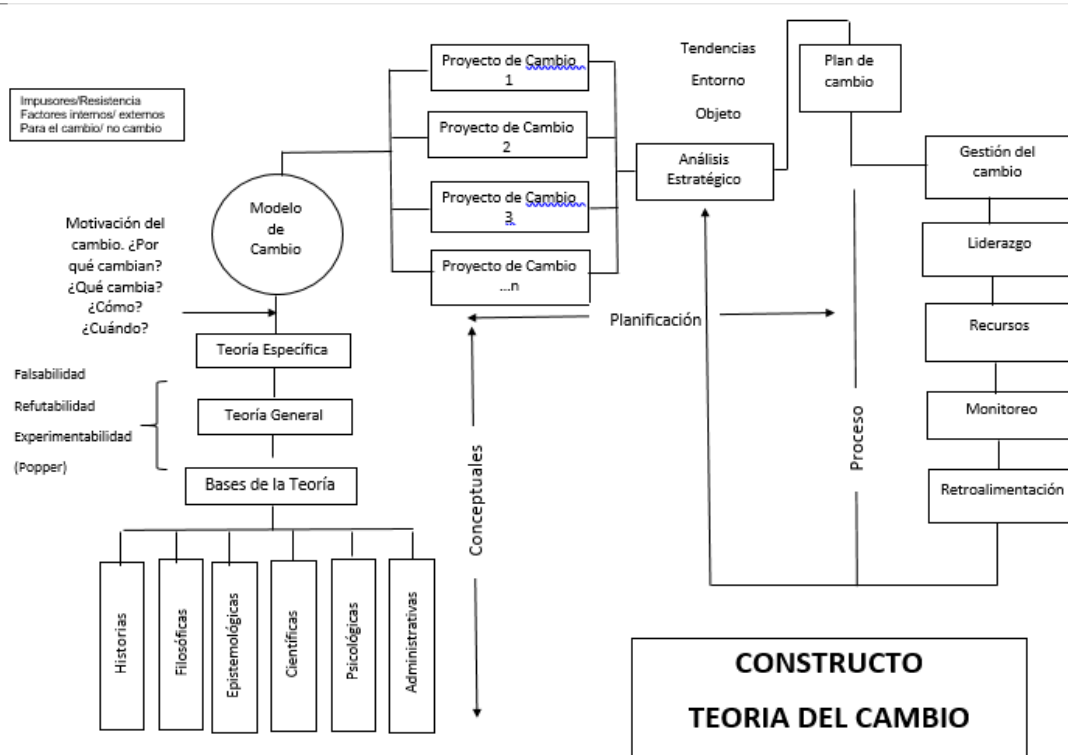 Impusores/Resistencia
Factores internos/ externos
Para el cambio/ no cambio
Motivación del
cambio. ¿Por
qué cambian?
¿Qué cambia?
¿Cómo?
¿Cuándo?
Modelo
de
Cambio
Teoría Específica
Falsabilidad
Refutabilidad
Experimentabilidad
(Popper)
Teoría General
Bases de la Teoría
Historias
Filosóficas
Epistemológicas
Científicas
Psicológicas
Administrativas
Proyecto de Cambio
1
Proyecto de Cambio
2
Proyecto de Cambio
3
Proyecto de Cambio
...n
Conceptuales
Planificación
Tendencias
Entorno
Objeto
Análisis
Estratégico
Plan de
cambio
Proceso
Gestión del
cambio
Liderazgo
Recursos
Monitoreo
Retroalimentación
CONSTRUCTO
TEORIA DEL CAMBIO